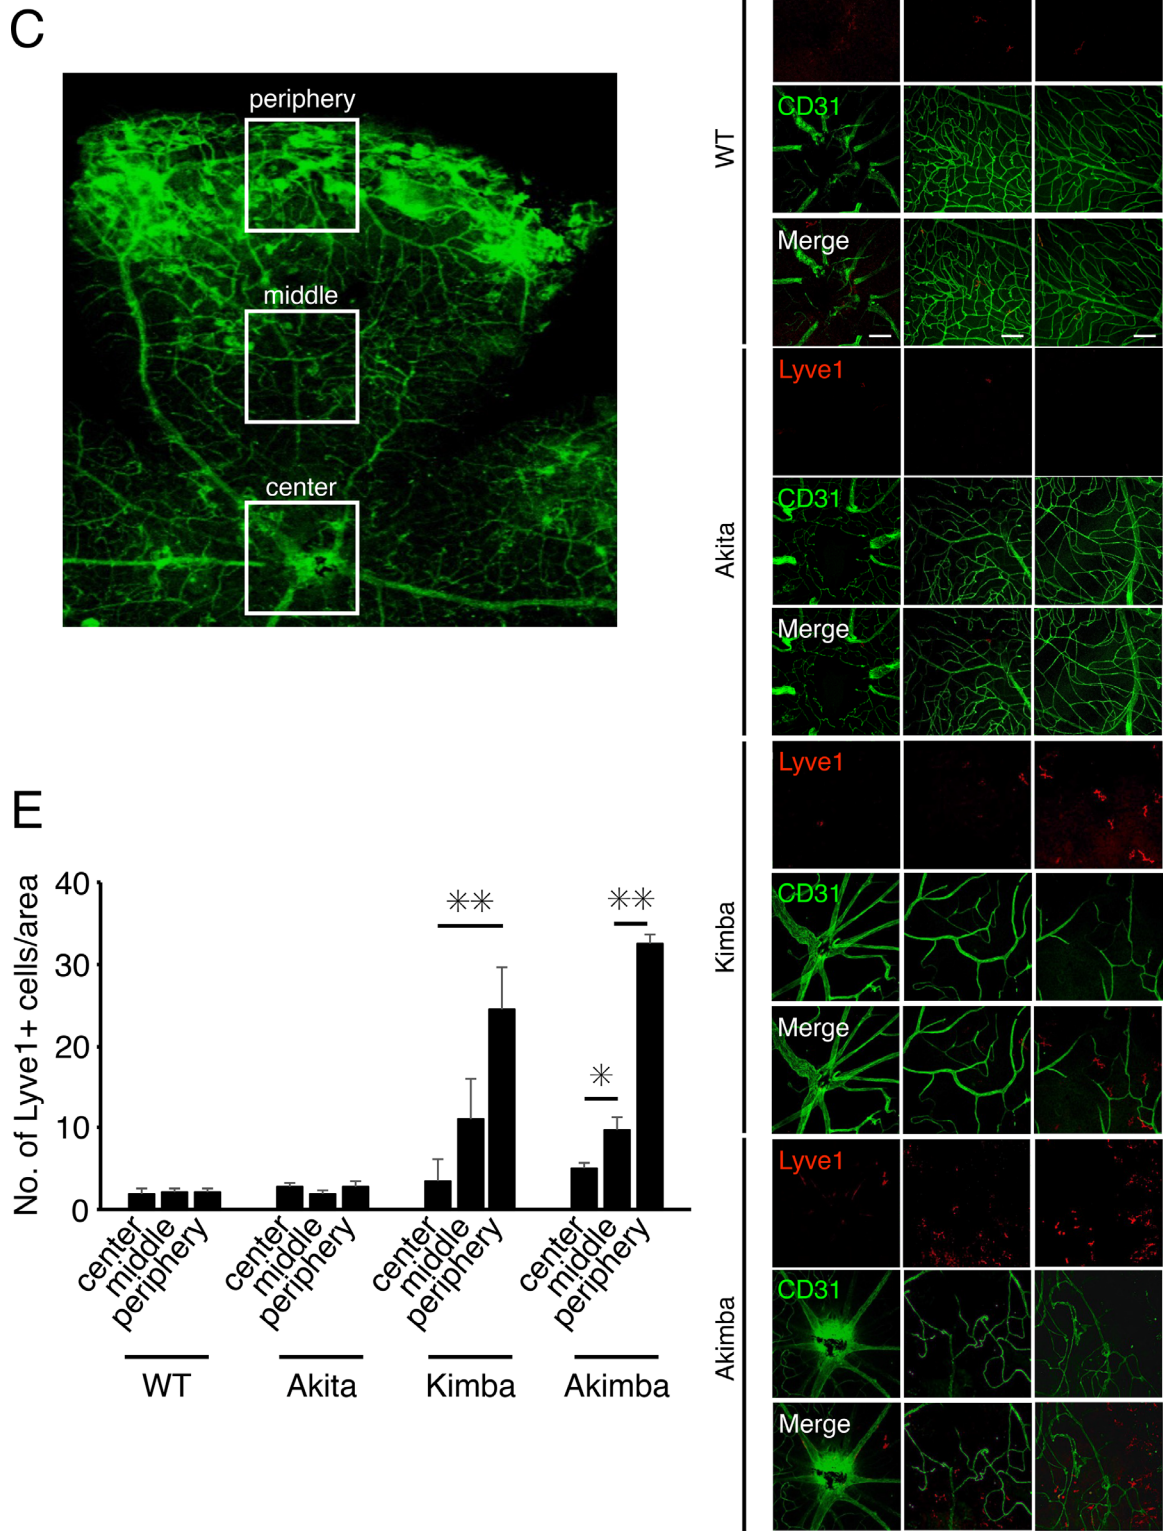 C
periphery
middle
center
WT
CD31
Merge
Akita
Lyve1
CD31
Merge
Kimba
Lyve1
CD31
Merge
Akimba
Lyve1
CD31
Merge
E
No. of Lyve1+ cells/area
40
30
20
10
0
** **
*
center middle periphery center middle periphery center middle periphery center middle periphery
WT Akita Kimba Akimba